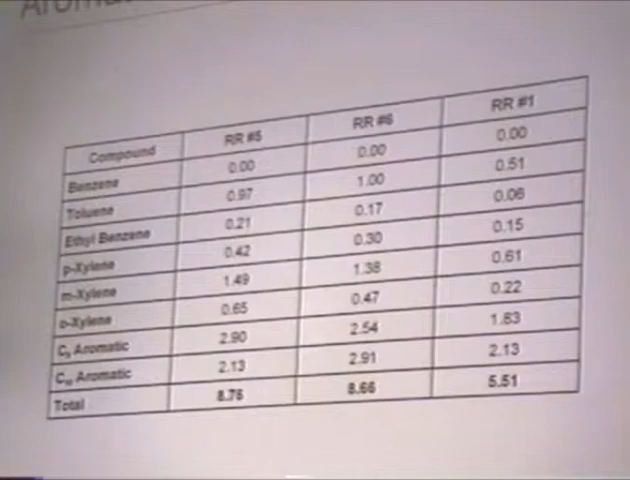 Compound RR #5 RR #6 RR #1
Benzene 0.00 0.00 0.00
Toluene 0.97 1.00 0.51
Ethyl Benzene 0.21 0.17 0.06
p-Xylene 0.42 0.30 0.15
m-Xylene 1.49 1.38 0.61
o-Xylene 0.65 0.47 0.22
C₉ Aromatic 2.90 2.54 1.83
C₁₀ Aromatic 2.13 2.91 2.13
Total 8.76 8.66 5.51